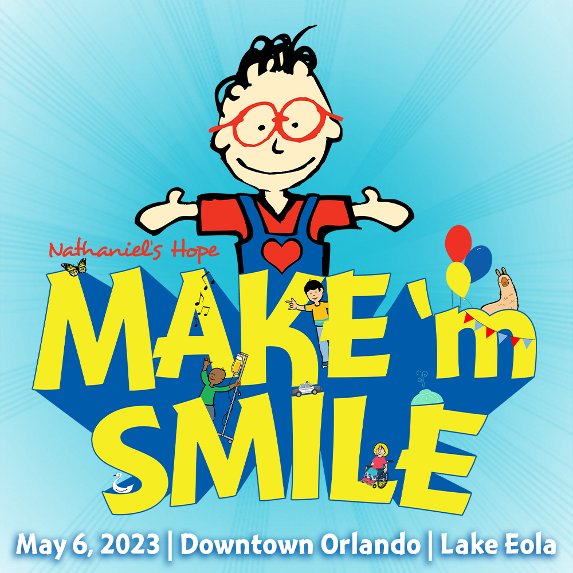 Nathaniel's Hope
MAKE 'm
SMILE
May 6, 2023 | Downtown Orlando | Lake Eola